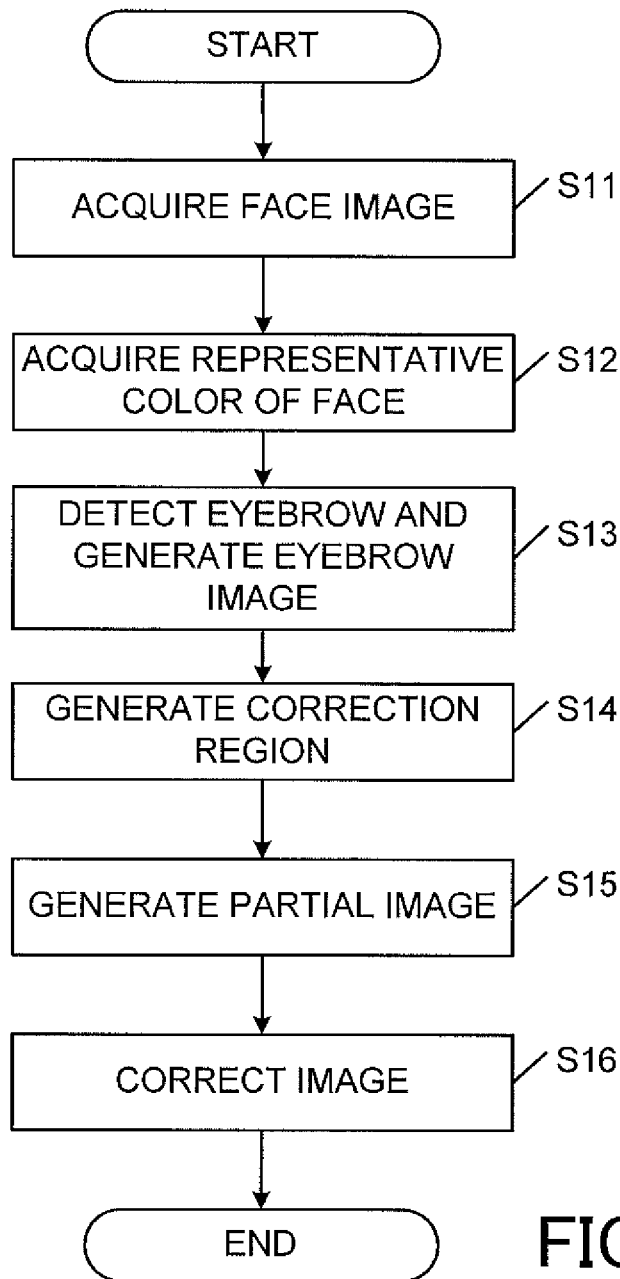 START
ACQUIRE FACE IMAGE
S11
ACQUIRE REPRESENTATIVE
COLOR OF FACE
S12
DETECT EYEBROW AND
GENERATE EYEBROW
IMAGE
S13
GENERATE CORRECTION
REGION
S14
GENERATE PARTIAL IMAGE
S15
CORRECT IMAGE
S16
END